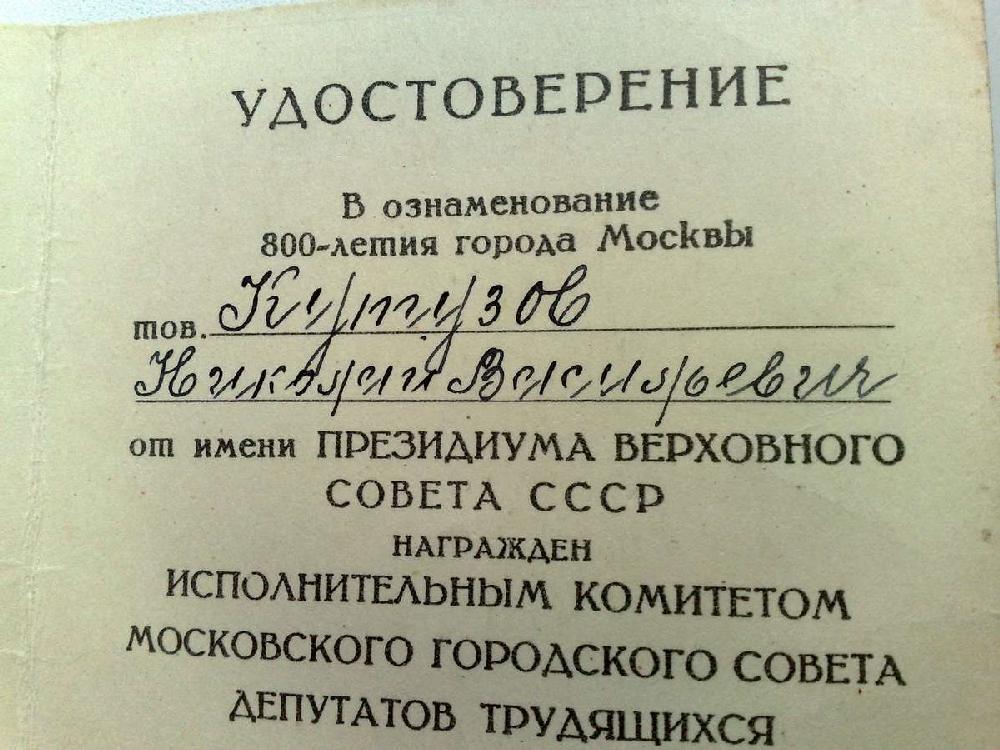 УДОСТОВЕРЕНИЕ
В ознаменование
800-летия города Москвы
тов. Кургузов
Николай Васильевич
от имени ПРЕЗИДИУМА ВЕРХОВНОГО
СОВЕТА СССР
НАГРАЖДЕН
ИСПОЛНИТЕЛЬНЫМ КОМИТЕТОМ
МОСКОВСКОГО ГОРОДСКОГО СОВЕТА
ДЕПУТАТОВ ТРУДЯЩИХСЯ